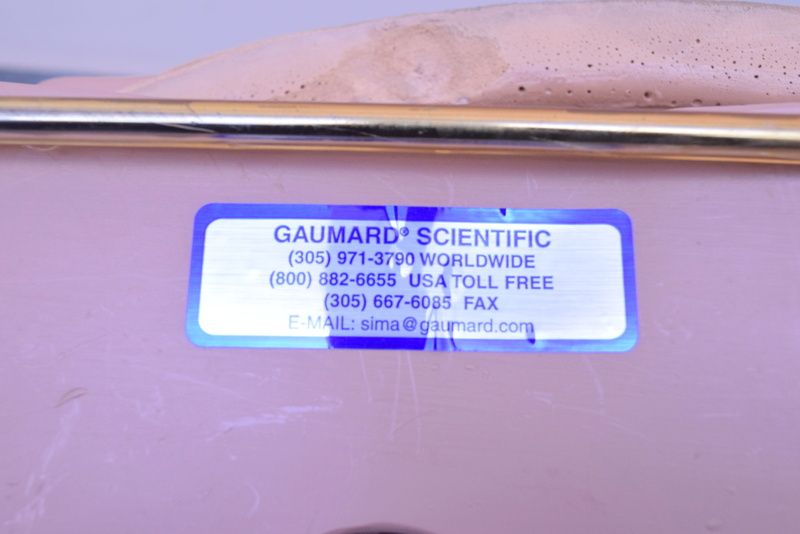 GAUMARD® SCIENTIFIC
(305) 971-3790 WORLDWIDE
(800) 882-6655 USA TOLL FREE
(305) 667-6085 FAX
E-MAIL: sima@gaumard.com